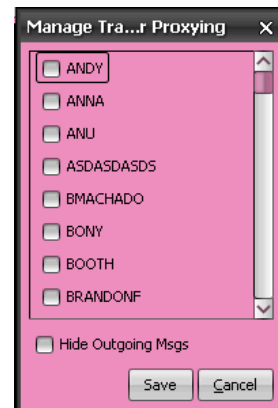 Manage Tra...r Proxying
ANDY
ANNA
ANU
ASDASDASDS
BMACHADO
BONY
BOOTH
BRANDONF
Hide Outgoing Msgs
Save Cancel